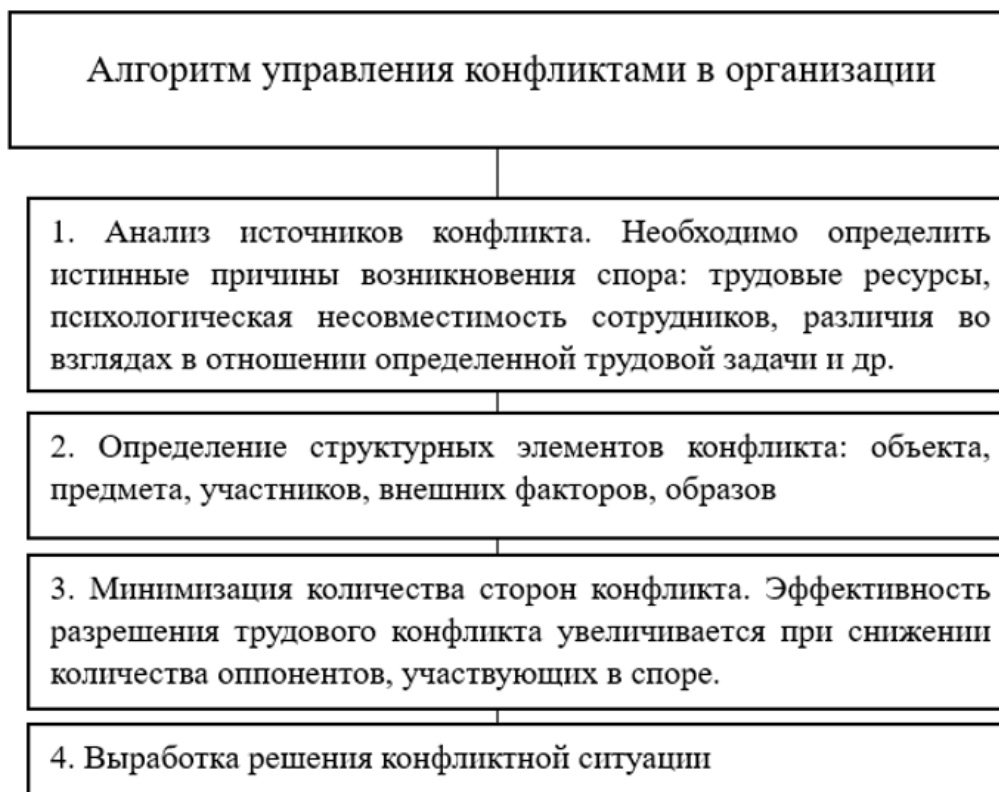 Алгоритм управления конфликтами в организации
1. Анализ источников конфликта. Необходимо определить
истинные причины возникновения спора: трудовые ресурсы,
психологическая несовместимость сотрудников, различия во
взглядах в отношении определенной трудовой задачи и др.
2. Определение структурных элементов конфликта: объекта,
предмета, участников, внешних факторов, образов
3. Минимизация количества сторон конфликта. Эффективность
разрешения трудового конфликта увеличивается при снижении
количества оппонентов, участвующих в споре.
4. Выработка решения конфликтной ситуации